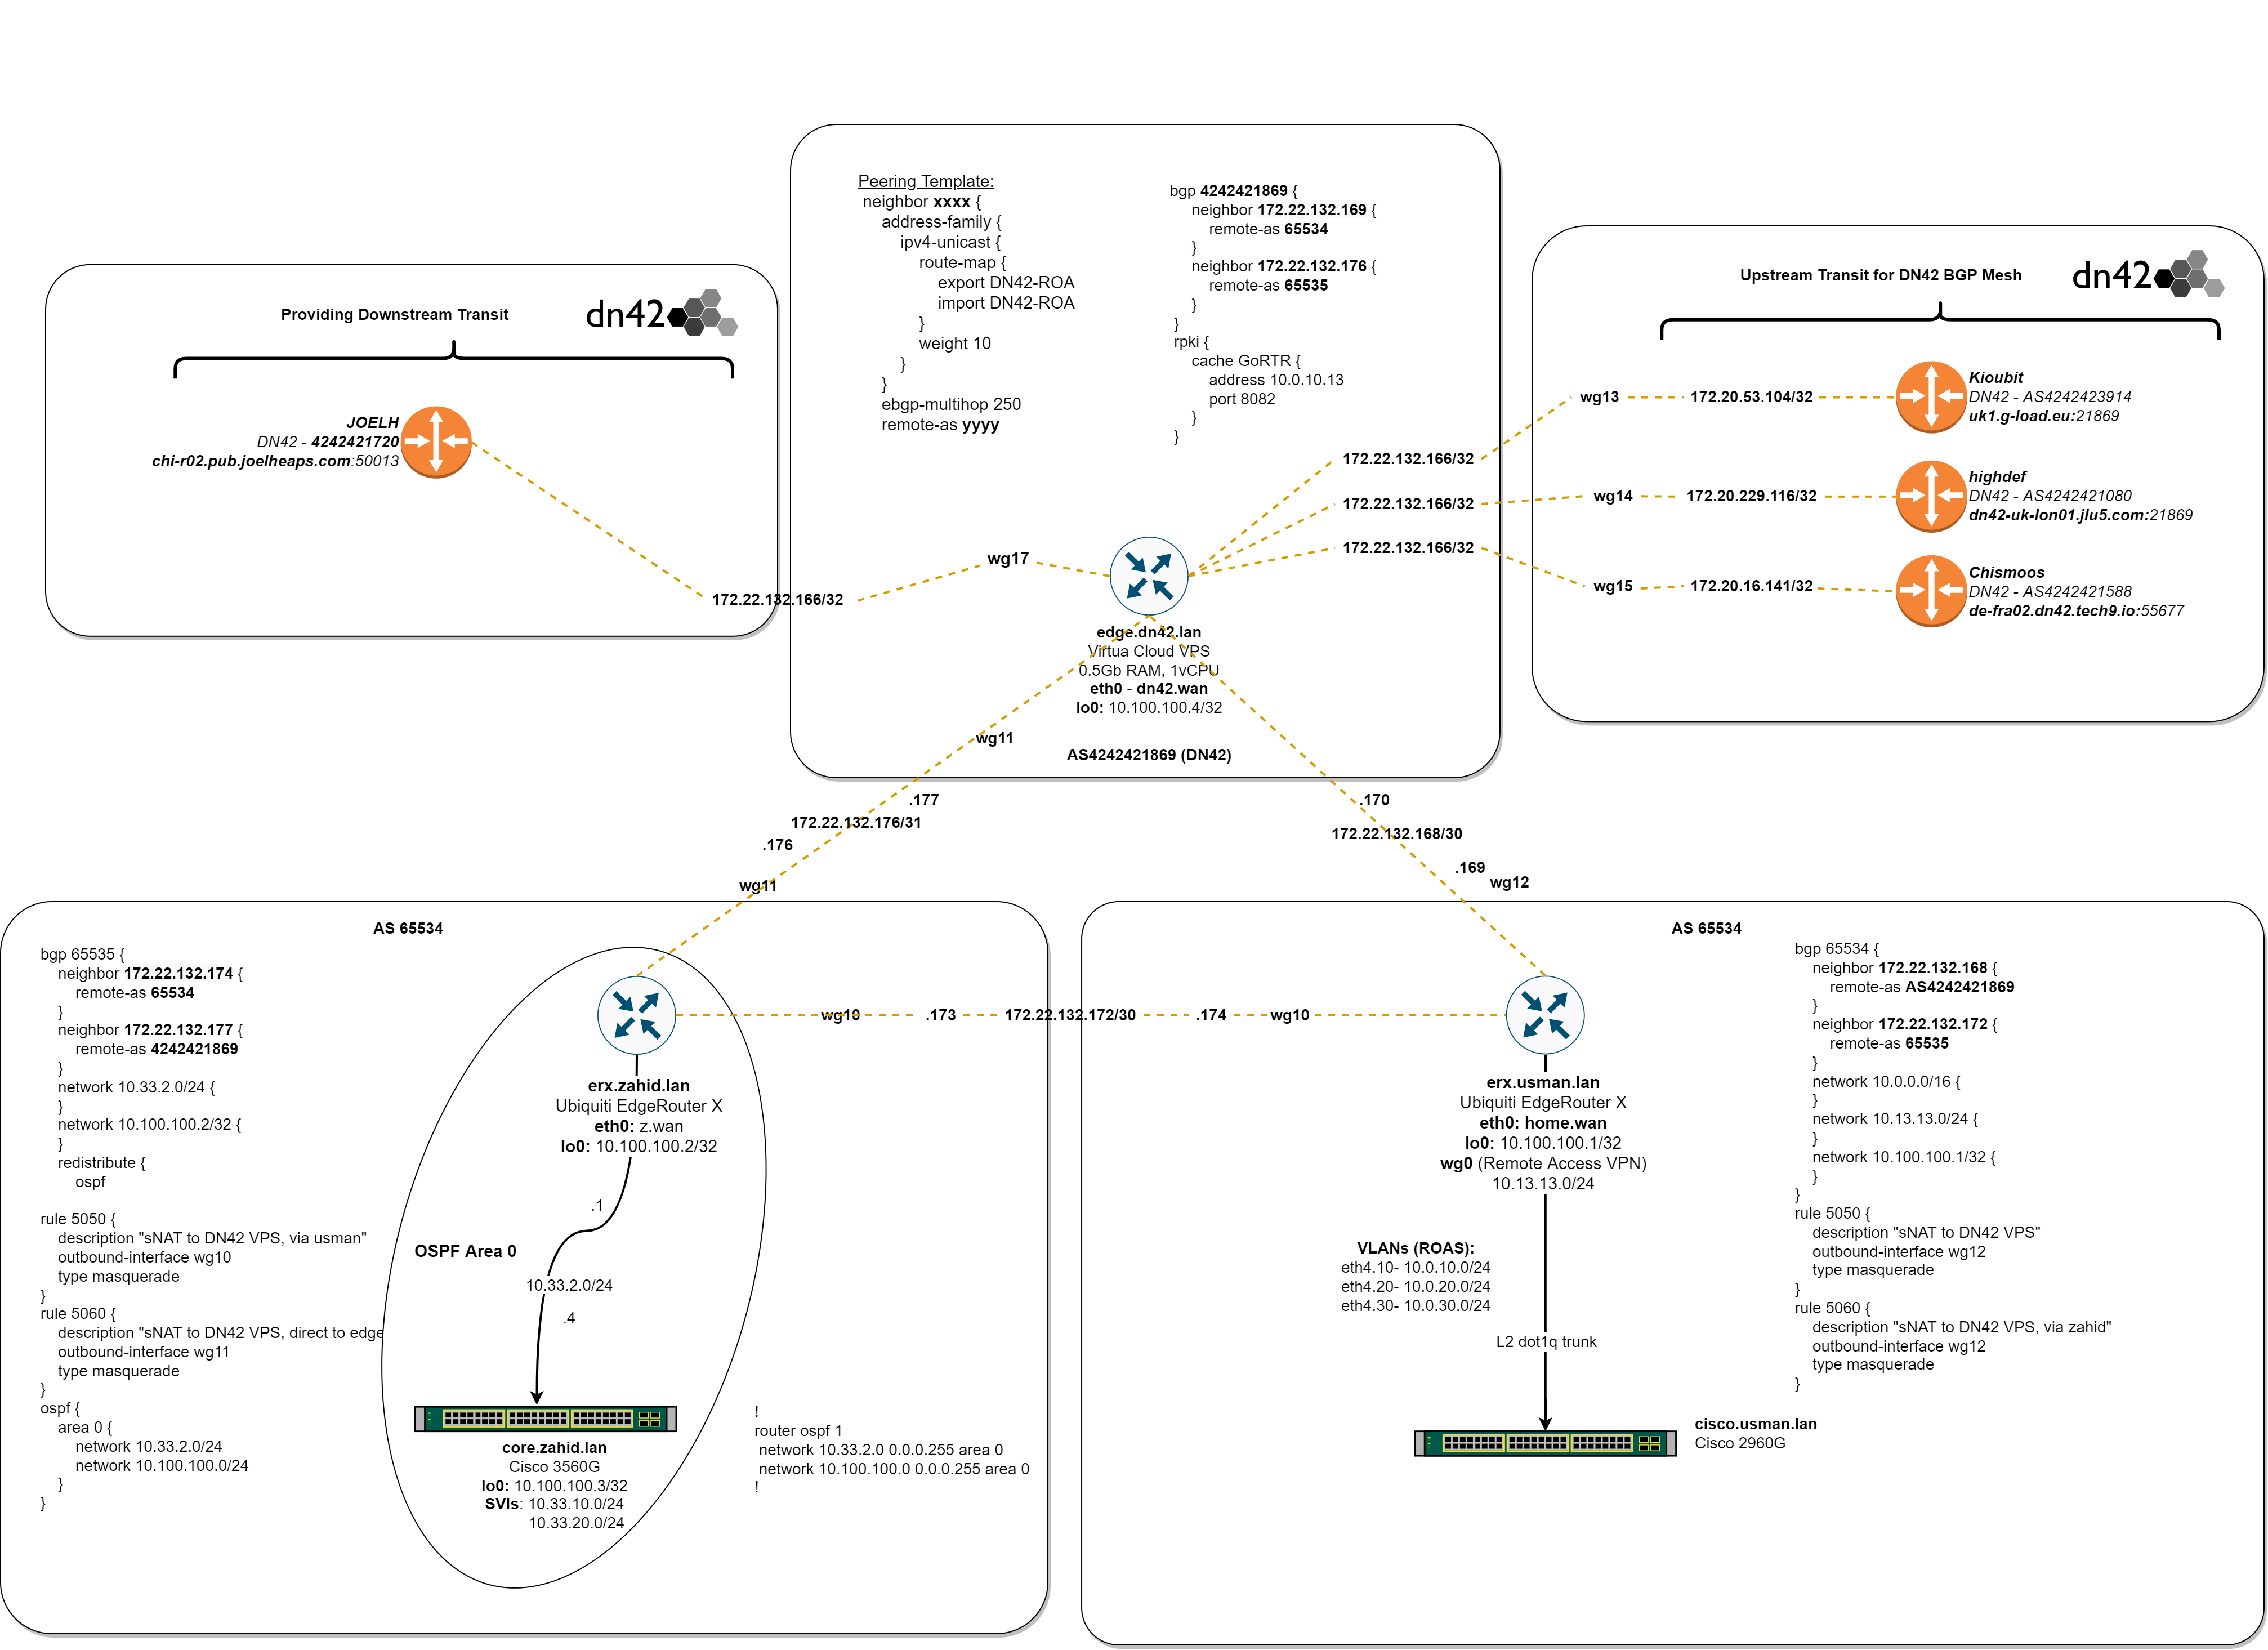 Peering Template:
neighbor xxxx {
address-family {
ipv4-unicast {
route-map {
export DN42-ROA
import DN42-ROA
}
weight 10
}
}
ebgp-multihop 250
remote-as yyyy
bgp 4242421869 {
neighbor 172.22.132.169 {
remote-as 65534
}
neighbor 172.22.132.176 {
remote-as 65535
}
}
rpki {
cache GoRTR {
address 10.0.10.13
port 8082
}
}
Providing Downstream Transit
dn42
JOELH
DN42 - 4242421720
chi-r02.pub.joelheaps.com:50013
172.22.132.166/32
wg17
Upstream Transit for DN42 BGP Mesh
dn42
172.22.132.166/32
wg13
172.20.53.104/32
Kioubit
DN42 - AS4242423914
uk1.g-load.eu:21869
172.22.132.166/32
wg14
172.20.229.116/32
highdef
DN42 - AS4242421080
dn42-uk-lon01.jlu5.com:21869
172.22.132.166/32
wg15
172.20.16.141/32
Chismoos
DN42 - AS4242421588
de-fra02.dn42.tech9.io:55677
edge.dn42.lan
Virtua Cloud VPS
0.5Gb RAM, 1vCPU
eth0 - dn42.wan
lo0: 10.100.100.4/32
AS4242421869 (DN42)
wg11
.177
172.22.132.176/31
.176
wg11
.170
172.22.132.168/30
.169
wg12
AS 65534
bgp 65535 {
neighbor 172.22.132.174 {
remote-as 65534
}
neighbor 172.22.132.177 {
remote-as 4242421869
}
network 10.33.2.0/24 {
}
network 10.100.100.2/32 {
}
redistribute {
ospf
rule 5050 {
description "sNAT to DN42 VPS, via usman"
outbound-interface wg10
type masquerade
}
rule 5060 {
description "sNAT to DN42 VPS, direct to edge
outbound-interface wg11
type masquerade
}
ospf {
area 0 {
network 10.33.2.0/24
network 10.100.100.0/24
}
}
wg10
.173
172.22.132.172/30
.174
wg10
erx.zahid.lan
Ubiquiti EdgeRouter X
eth0: z.wan
lo0: 10.100.100.2/32
.1
OSPF Area 0
10.33.2.0/24
.4
core.zahid.lan
Cisco 3560G
lo0: 10.100.100.3/32
SVIs: 10.33.10.0/24
10.33.20.0/24
!
router ospf 1
network 10.33.2.0 0.0.0.255 area 0
network 10.100.100.0 0.0.0.255 area 0
!
AS 65534
erx.usman.lan
Ubiquiti EdgeRouter X
eth0: home.wan
lo0: 10.100.100.1/32
wg0 (Remote Access VPN)
10.13.13.0/24
VLANs (ROAS):
eth4.10- 10.0.10.0/24
eth4.20- 10.0.20.0/24
eth4.30- 10.0.30.0/24
L2 dot1q trunk
cisco.usman.lan
Cisco 2960G
bgp 65534 {
neighbor 172.22.132.168 {
remote-as AS4242421869
}
neighbor 172.22.132.172 {
remote-as 65535
}
network 10.0.0.0/16 {
}
network 10.13.13.0/24 {
}
network 10.100.100.1/32 {
}
}
rule 5050 {
description "sNAT to DN42 VPS"
outbound-interface wg12
type masquerade
}
rule 5060 {
description "sNAT to DN42 VPS, via zahid"
outbound-interface wg12
type masquerade
}